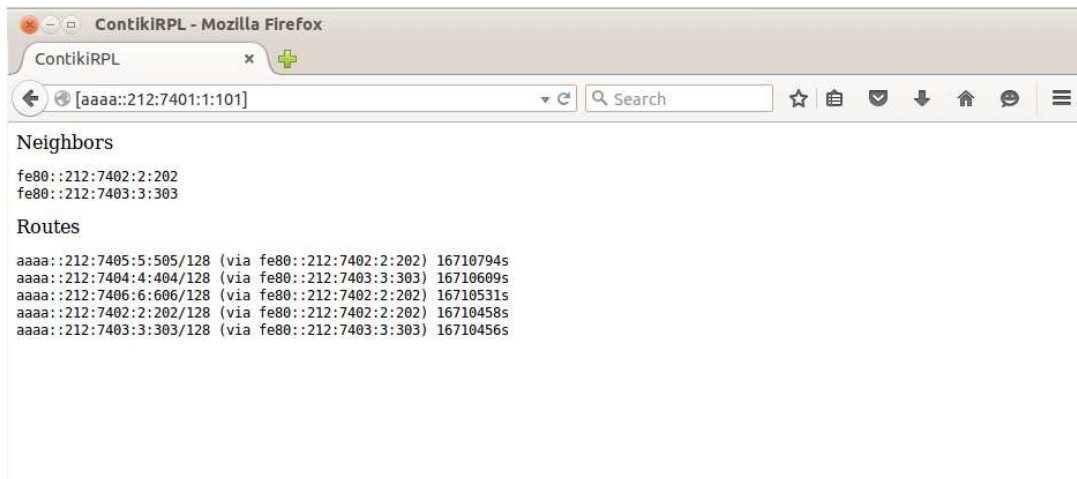 ContikiRPL - Mozilla Firefox
ContikiRPL
[aaaa::212:7401:1:101]
Search
Neighbors
fe80::212:7402:2:202
fe80::212:7403:3:303
Routes
aaaa::212:7405:5:505/128 (via fe80::212:7402:2:202) 16710794s
aaaa::212:7404:4:404/128 (via fe80::212:7403:3:303) 16710609s
aaaa::212:7406:6:606/128 (via fe80::212:7402:2:202) 16710531s
aaaa::212:7402:2:202/128 (via fe80::212:7402:2:202) 16710458s
aaaa::212:7403:3:303/128 (via fe80::212:7403:3:303) 16710456s